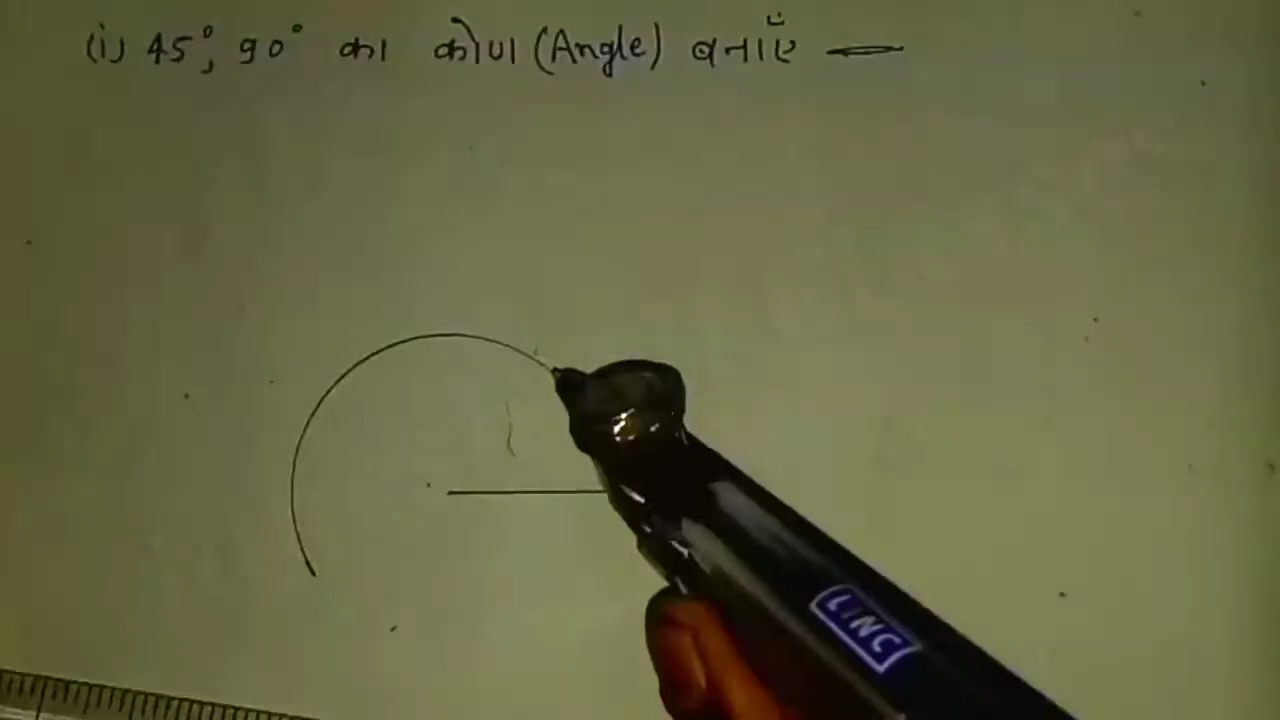 (i) 45°, 90° का कोण (Angle) बनाएँ —
LINC